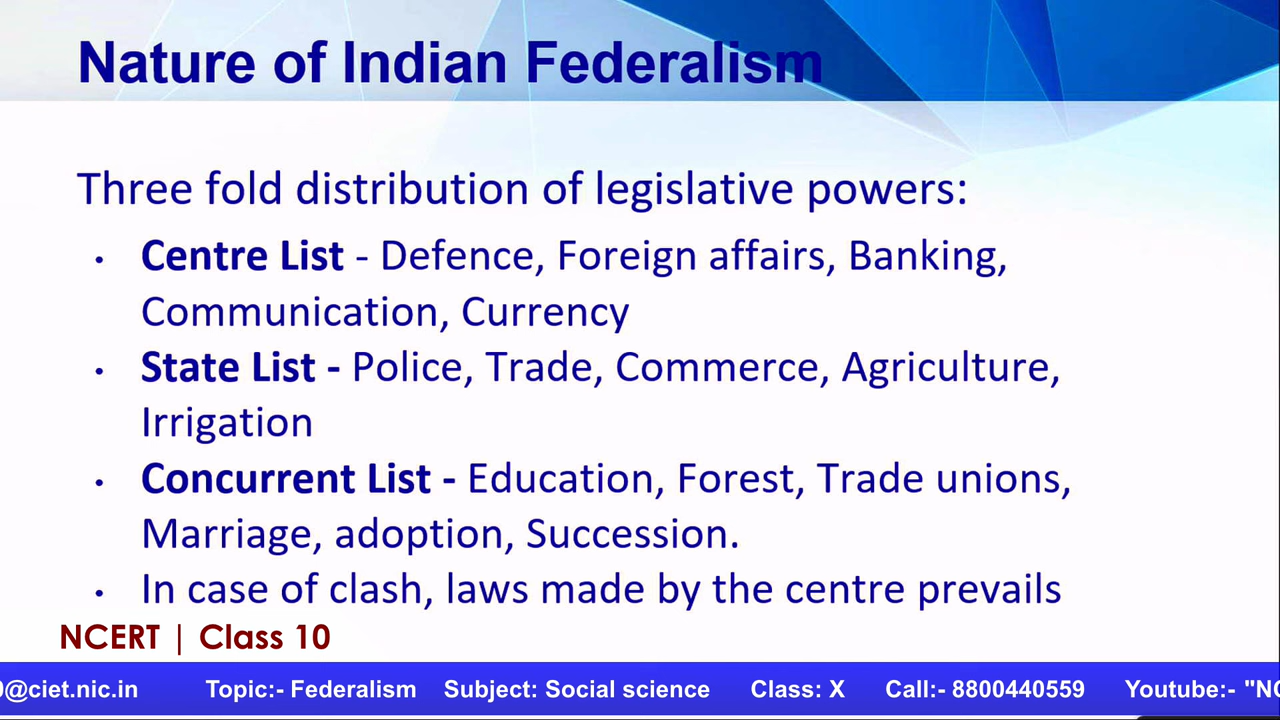 Nature of Indian Federalism
Three fold distribution of legislative powers:
• Centre List - Defence, Foreign affairs, Banking,
Communication, Currency
• State List - Police, Trade, Commerce, Agriculture,
Irrigation
• Concurrent List - Education, Forest, Trade unions,
Marriage, adoption, Succession.
• In case of clash, laws made by the centre prevails
NCERT | Class 10
@ciet.nic.in Topic:- Federalism Subject: Social science Class: X Call:- 8800440559 Youtube:-